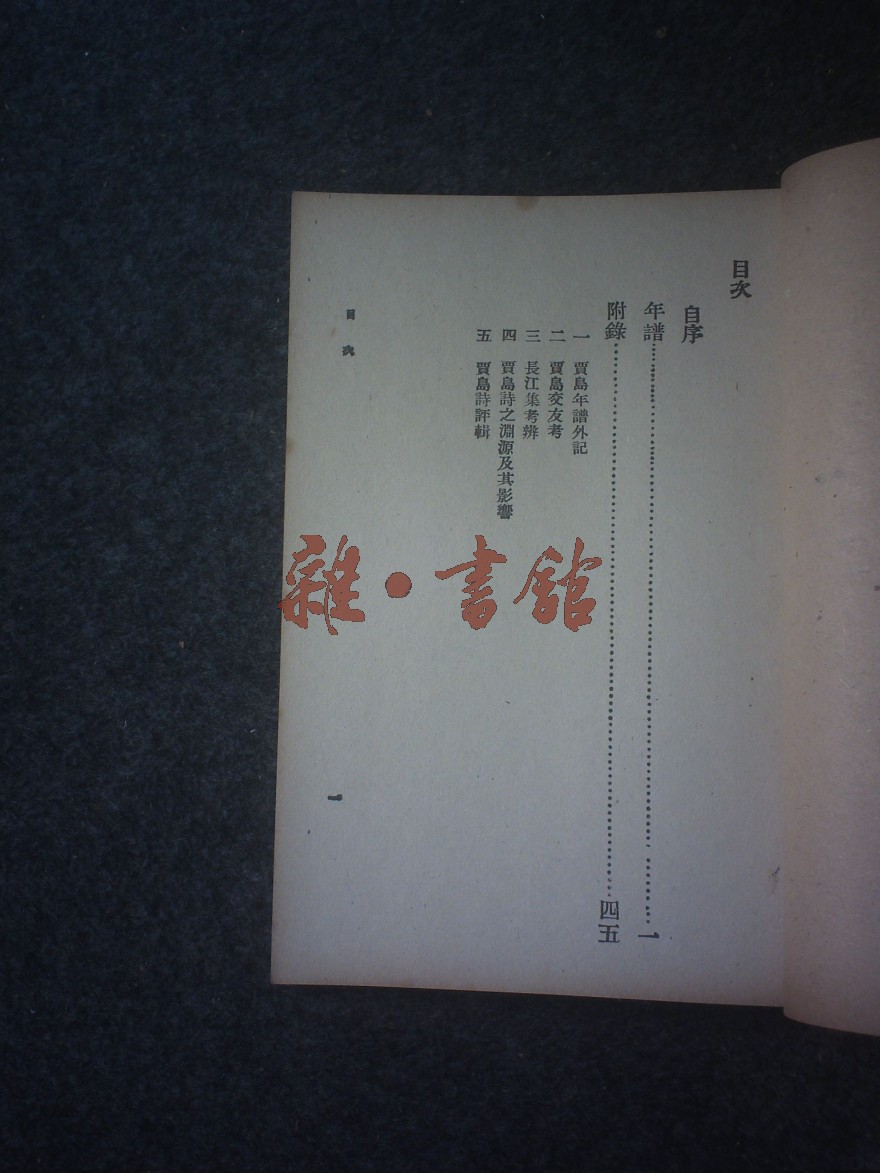 目次
自序
年譜……一
附錄……四五
一 賈島年譜外記
二 賈島交友考
三 長江集考辨
四 賈島詩之淵源及其影響
五 賈島詩評輯
目次
一
雜·書館